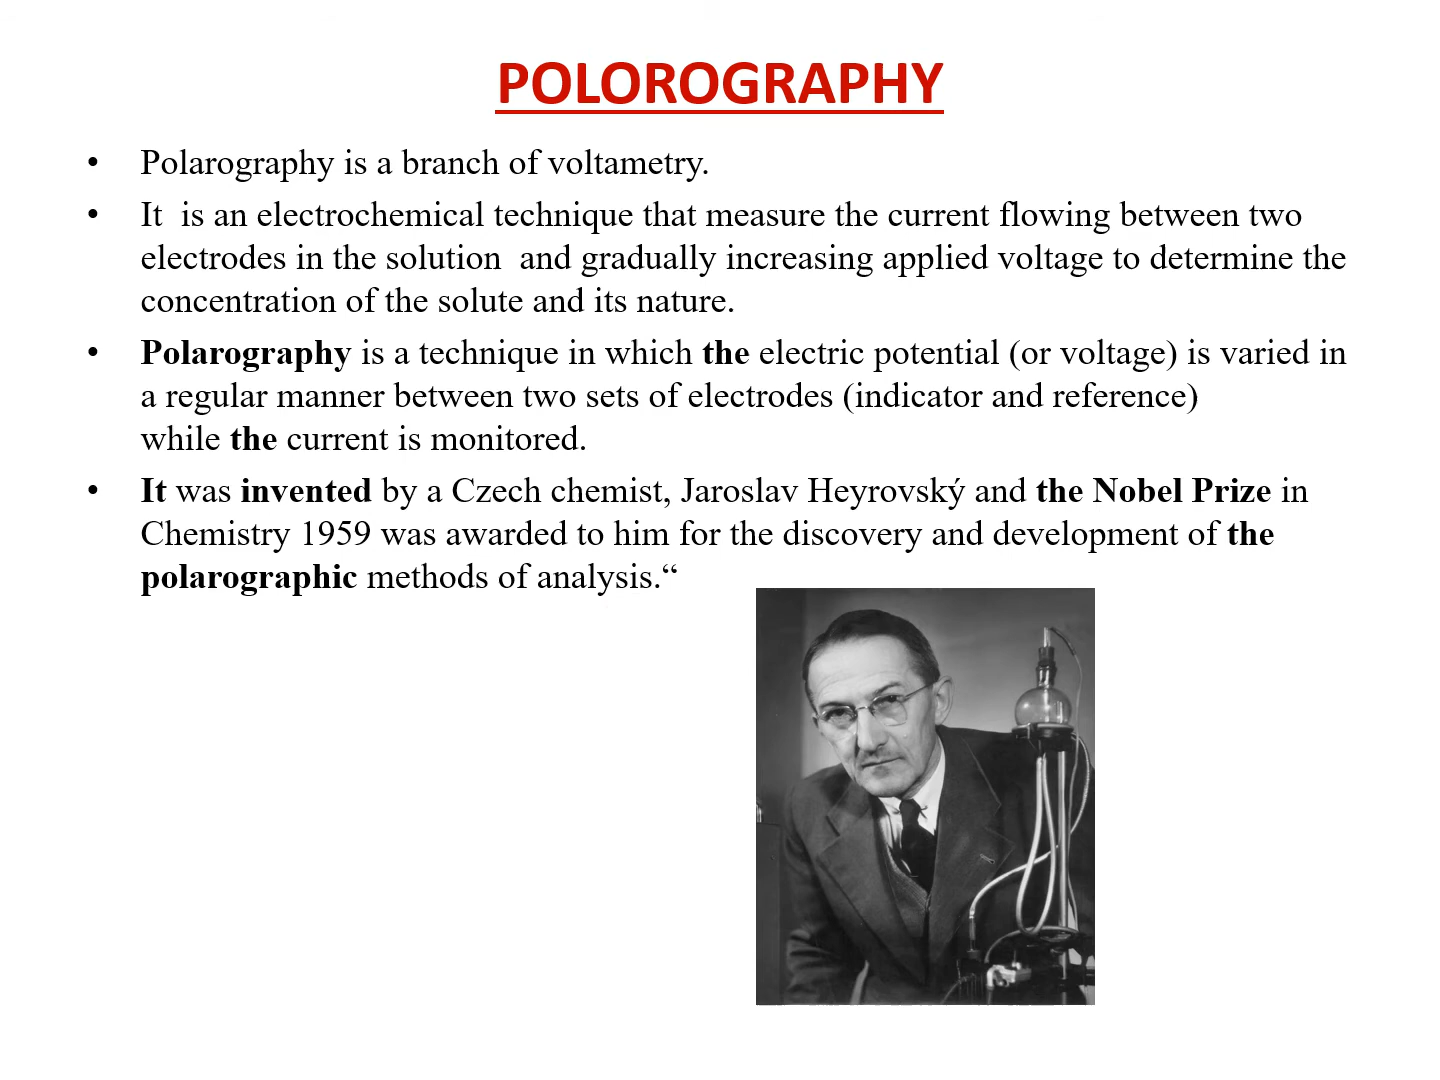 POLOROGRAPHY
• Polarography is a branch of voltametry.
• It  is an electrochemical technique that measure the current flowing between two
electrodes in the solution  and gradually increasing applied voltage to determine the
concentration of the solute and its nature.
• Polarography is a technique in which the electric potential (or voltage) is varied in
a regular manner between two sets of electrodes (indicator and reference)
while the current is monitored.
• It was invented by a Czech chemist, Jaroslav Heyrovský and the Nobel Prize in
Chemistry 1959 was awarded to him for the discovery and development of the
polarographic methods of analysis.“